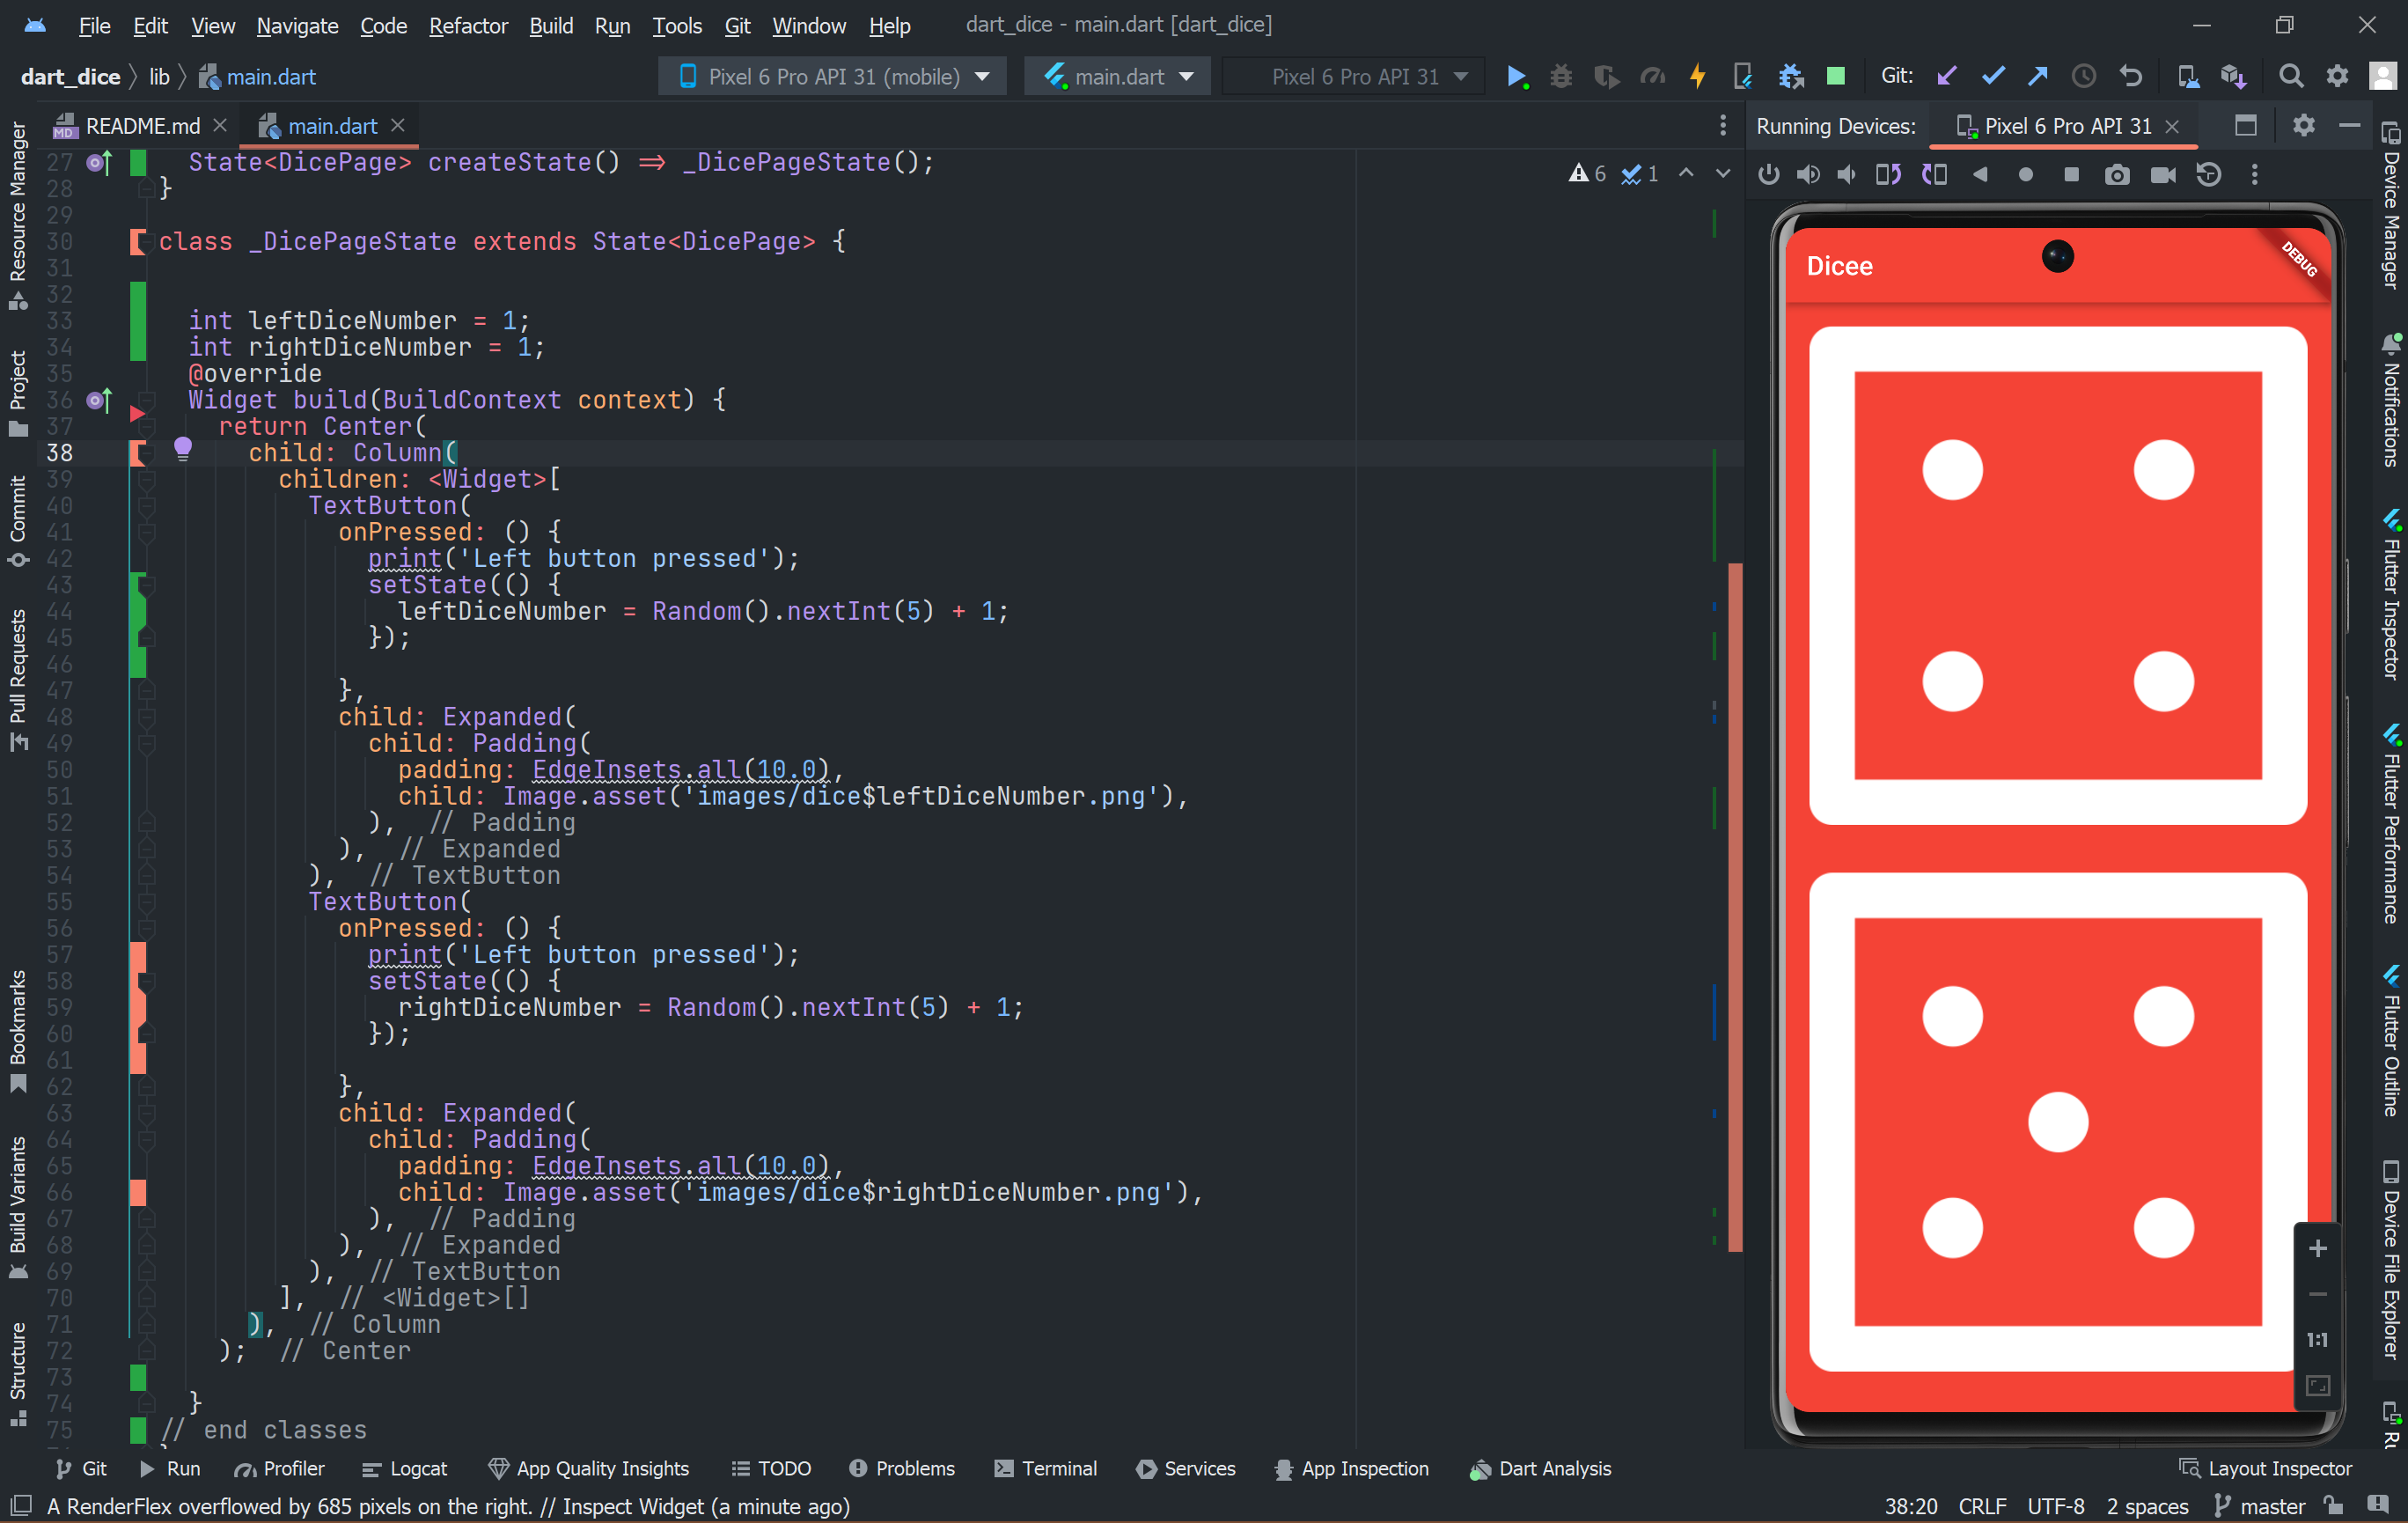 File Edit View Navigate Code Refactor Build Run Tools Git Window Help dart_dice - main.dart [dart_dice]
dart_dice lib main.dart Pixel 6 Pro API 31 (mobile) main.dart Pixel 6 Pro API 31 Git:
README.md main.dart Running Devices: Pixel 6 Pro API 31
Resource Manager
Project
Commit
Pull Requests
Bookmarks
Build Variants
Structure
6 1
27 State<DicePage> createState() => _DicePageState();
28 }
29
30 class _DicePageState extends State<DicePage> {
31
32
33 int leftDiceNumber = 1;
34 int rightDiceNumber = 1;
35 @override
36 Widget build(BuildContext context) {
37 return Center(
38 child: Column(
39 children: <Widget>[
40 TextButton(
41 onPressed: () {
42 print('Left button pressed');
43 setState(() {
44 leftDiceNumber = Random().nextInt(5) + 1;
45 });
46
47 },
48 child: Expanded(
49 child: Padding(
50 padding: EdgeInsets.all(10.0),
51 child: Image.asset('images/dice$leftDiceNumber.png'),
52 ), // Padding
53 ), // Expanded
54 ), // TextButton
55 TextButton(
56 onPressed: () {
57 print('Left button pressed');
58 setState(() {
59 rightDiceNumber = Random().nextInt(5) + 1;
60 });
61
62 },
63 child: Expanded(
64 child: Padding(
65 padding: EdgeInsets.all(10.0),
66 child: Image.asset('images/dice$rightDiceNumber.png'),
67 ), // Padding
68 ), // Expanded
69 ), // TextButton
70 ], // <Widget>[]
71 ), // Column
72 ); // Center
73
74 }
75 // end classes
Dicee
DEBUG
1:1
Device Manager
Notifications
Flutter Inspector
Flutter Performance
Flutter Outline
Device File Explorer
Git Run Profiler Logcat App Quality Insights TODO Problems Terminal Services App Inspection Dart Analysis Layout Inspector
A RenderFlex overflowed by 685 pixels on the right. // Inspect Widget (a minute ago) 38:20 CRLF UTF-8 2 spaces master